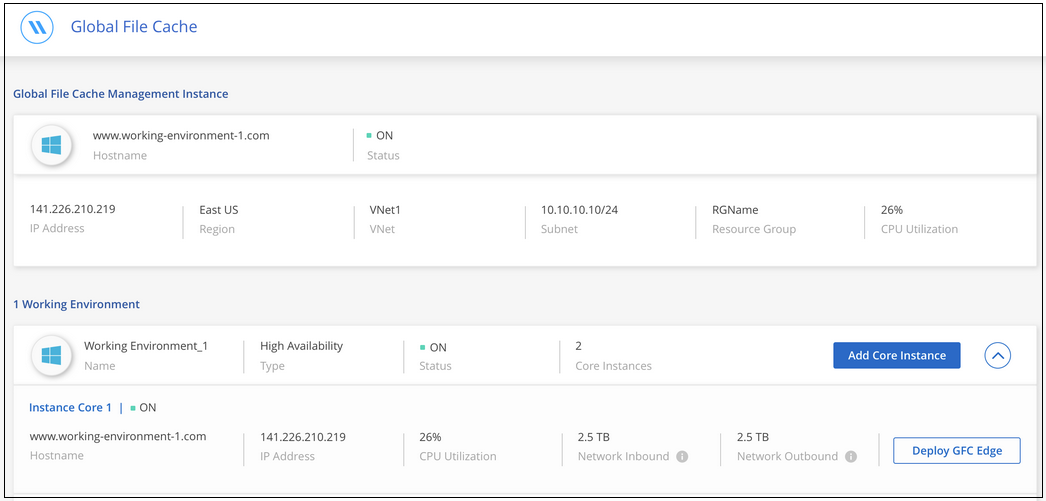 Global File Cache
Global File Cache Management Instance
www.working-environment-1.com
Hostname
ON
Status
141.226.210.219
IP Address
East US
Region
VNet1
VNet
10.10.10.10/24
Subnet
RGName
Resource Group
26%
CPU Utilization
1 Working Environment
Working Environment_1
Name
High Availability
Type
ON
Status
2
Core Instances
Add Core Instance
Instance Core 1 | ON
www.working-environment-1.com
Hostname
141.226.210.219
IP Address
26%
CPU Utilization
2.5 TB
Network Inbound
2.5 TB
Network Outbound
Deploy GFC Edge